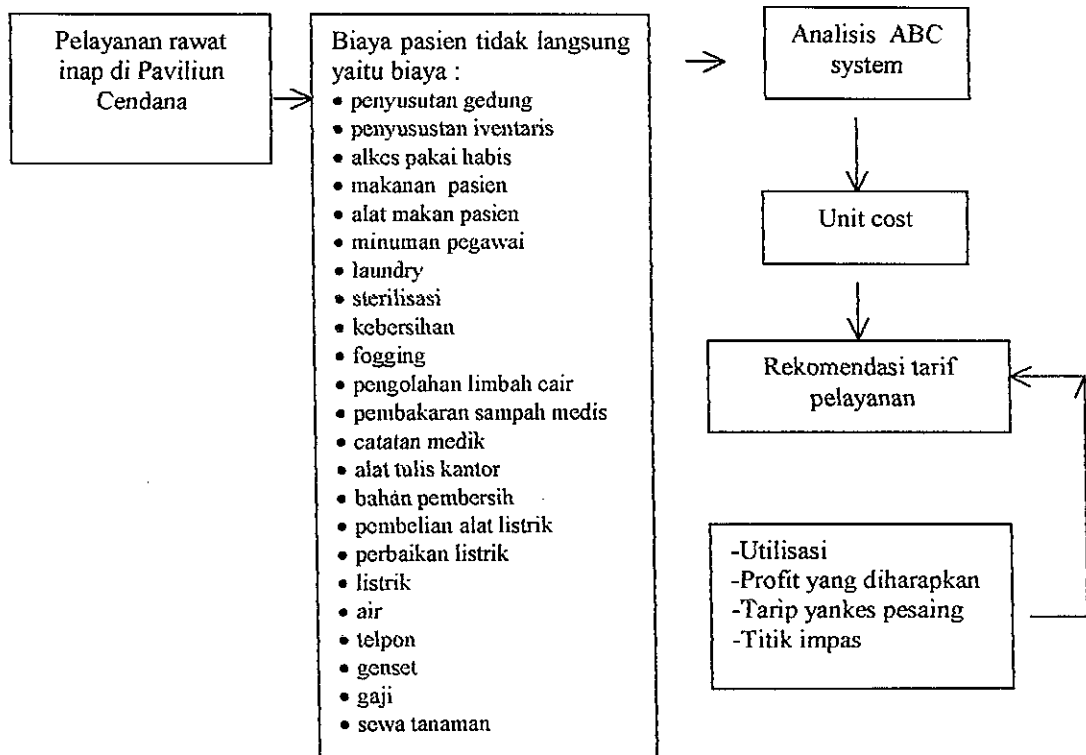 Pelayanan rawat
inap di Paviliun
Cendana
Biaya pasien tidak langsung
yaitu biaya :
• penyusutan gedung
• penyusustan iventaris
• alkes pakai habis
• makanan pasien
• alat makan pasien
• minuman pegawai
• laundry
• sterilisasi
• kebersihan
• fogging
• pengolahan limbah cair
• pembakaran sampah medis
• catatan medik
• alat tulis kantor
• bahan pembersih
• pembelian alat listrik
• perbaikan listrik
• listrik
• air
• telpon
• genset
• gaji
• sewa tanaman
Analisis ABC
system
Unit cost
Rekomendasi tarif
pelayanan
-Utilisasi
-Profit yang diharapkan
-Tarip yankes pesaing
-Titik impas